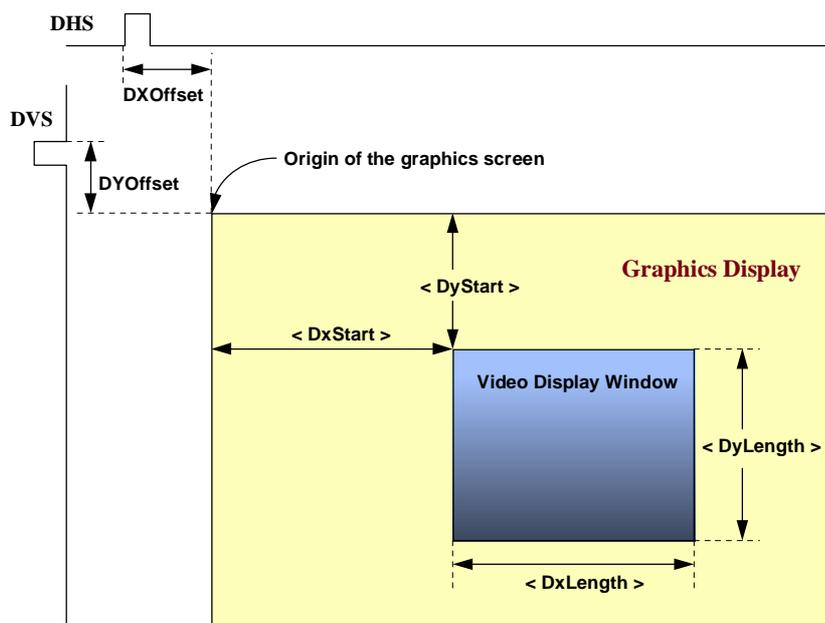 DHS
DXOffset
DVS
DYOffset
Origin of the graphics screen
Graphics Display
< DyStart >
< DxStart >
Video Display Window
< DyLength >
< DxLength >